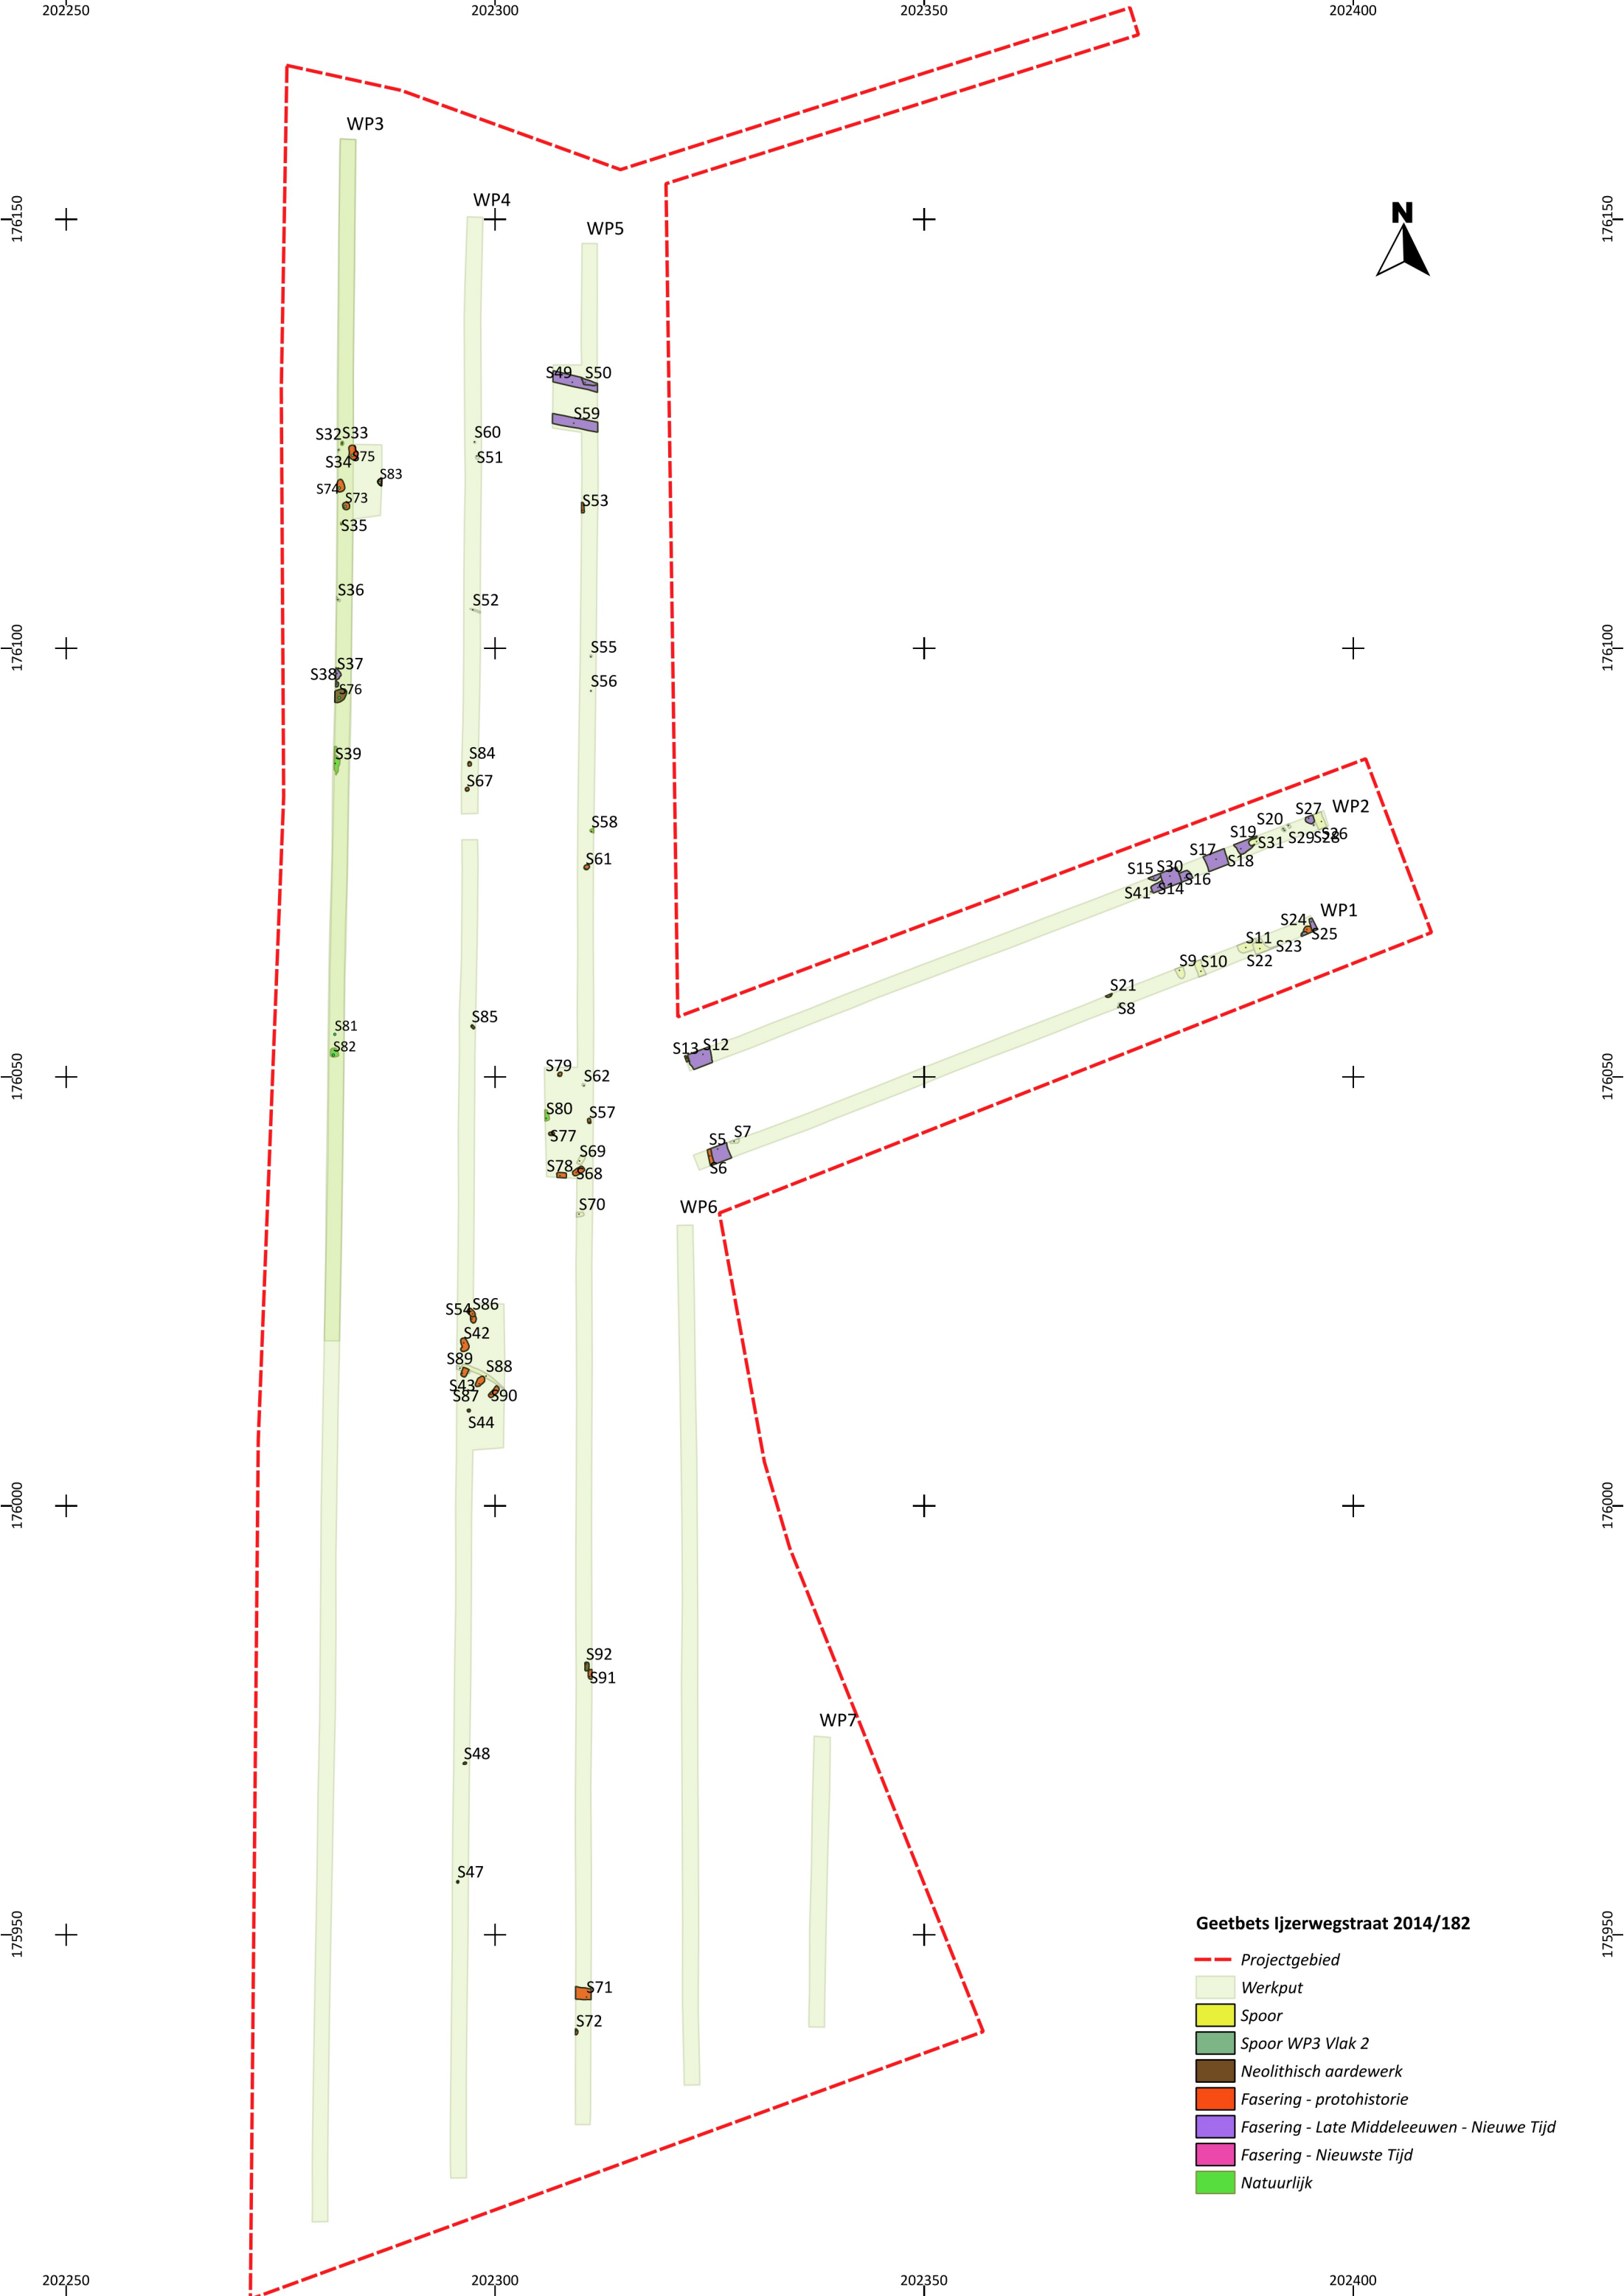 202250 202300 202350 202400
WP3
WP4
WP5
176150
176150
N
S49 S50
S59
S32 S33
S60
S34 S75
S51
S83
S74
S73
S53
S35
S36
S52
176100
176100
S55
S37
S38
S76
S56
S39
S84
S67
S58
S61
S27 WP2
S20
S19 S26
S31 S29 S28
S17
S18
S15 S30
S16
S41 S14
WP1
S24
S25
S11
S23
S9 S10 S22
S21
S8
S81
S85
S82
S13 S12
176050
176050
S79
S62
S80
S57
S77
S7
S5
S69
S78
S68
S6
S70
WP6
S54 S86
S42
S89
S88
S43
S87 S90
S44
176000
176000
S92
S91
WP7
S48
S47
175950
175950
S71
S72
Geetbets Ijzerwegstraat 2014/182
Projectgebied
Werkput
Spoor
Spoor WP3 Vlak 2
Neolithisch aardewerk
Fasering - protohistorie
Fasering - Late Middeleeuwen - Nieuwe Tijd
Fasering - Nieuwste Tijd
Natuurlijk
202250 202300 202350 202400